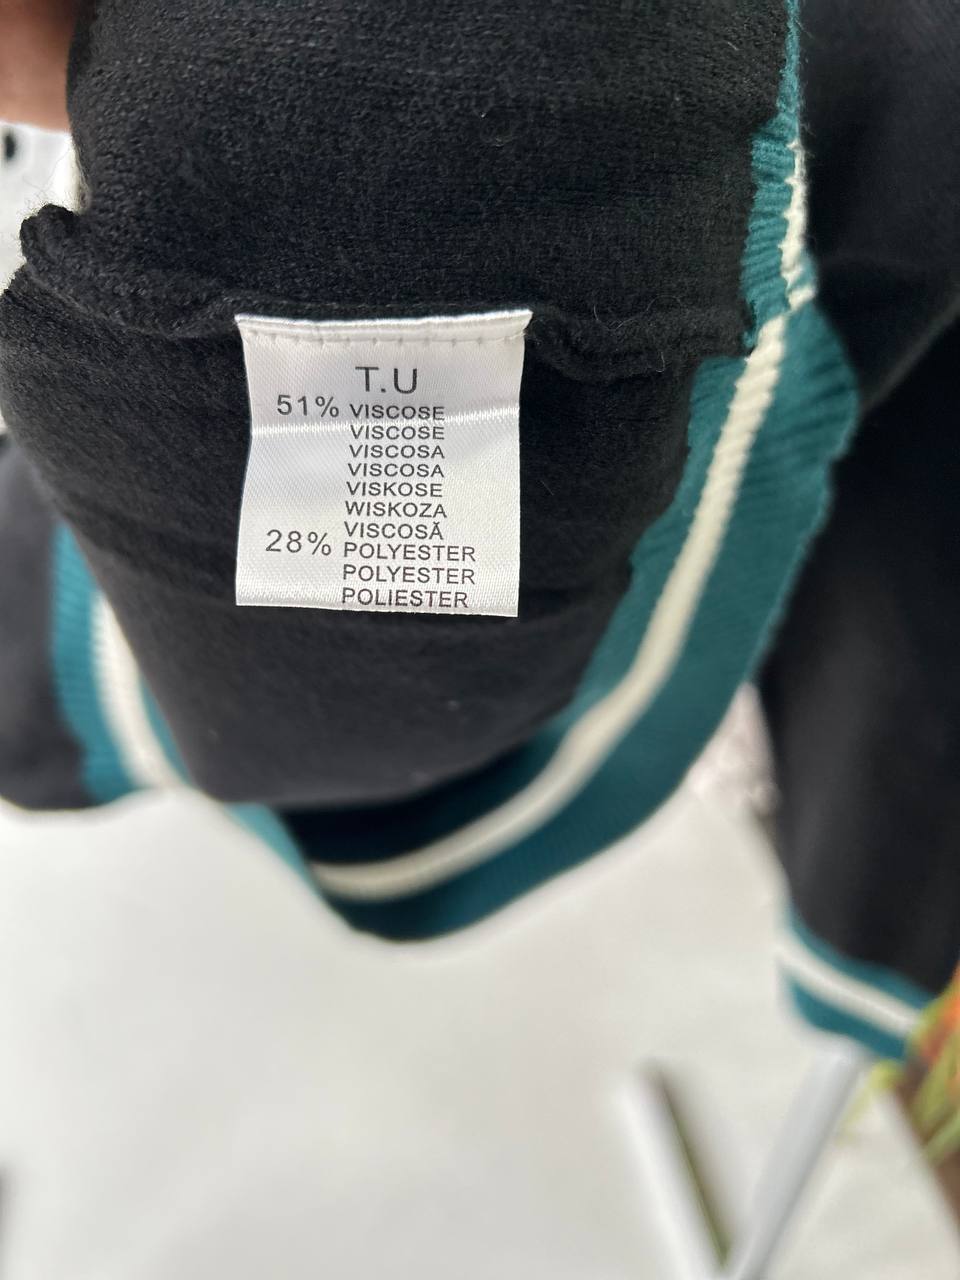 T.U
51% VISCOSE
VISCOSE
VISCOSA
VISCOSA
VISKOSE
WISKOZA
VISCOSĂ
28% POLYESTER
POLYESTER
POLIESTER